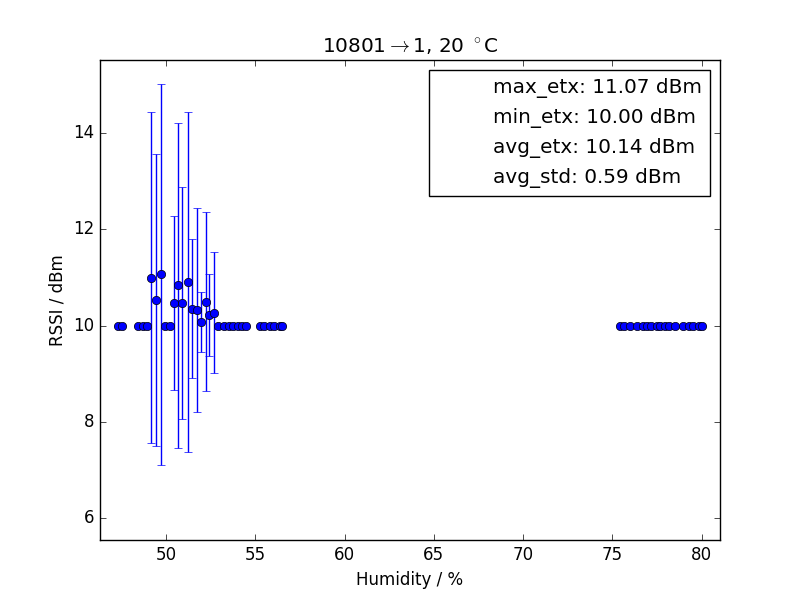 10801→1, 20 °C
max_etx: 11.07 dBm
min_etx: 10.00 dBm
avg_etx: 10.14 dBm
avg_std: 0.59 dBm
RSSI / dBm
14
12
10
8
6
50 55 60 65 70 75 80
Humidity / %